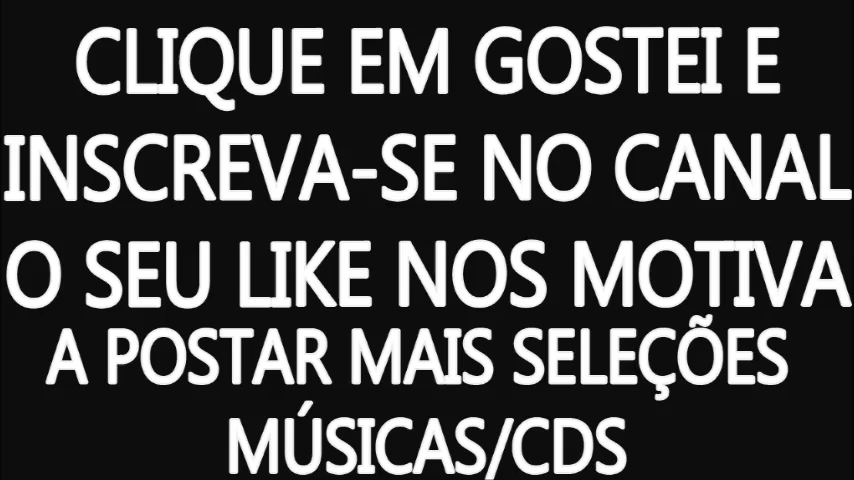 CLIQUE EM GOSTEI E
INSCREVA-SE NO CANAL
O SEU LIKE NOS MOTIVA
A POSTAR MAIS SELEÇÕES
MÚSICAS/CDS